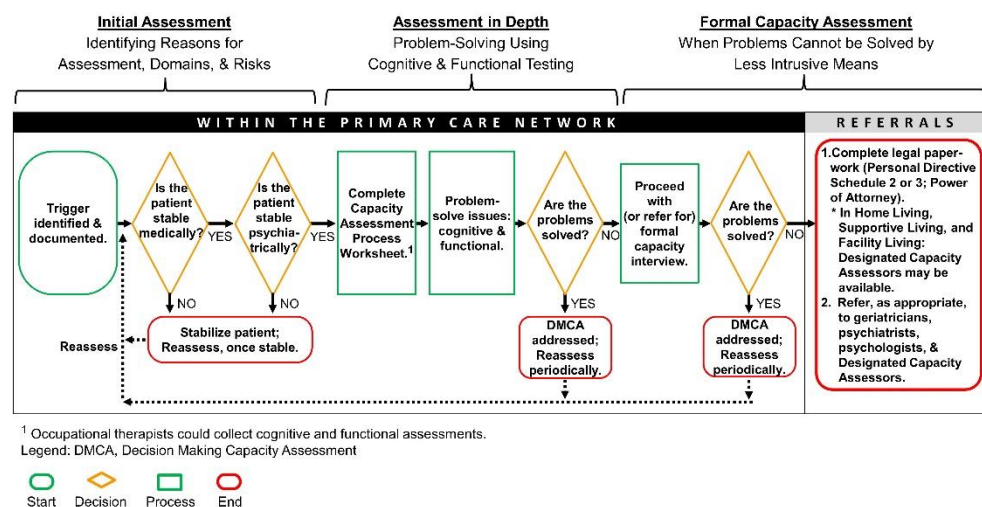 Initial Assessment
Identifying Reasons for
Assessment, Domains, & Risks
Assessment in Depth
Problem-Solving Using
Cognitive & Functional Testing
Formal Capacity Assessment
When Problems Cannot be Solved by
Less Intrusive Means
WITHIN THE PRIMARY CARE NETWORK
REFERRALS
Trigger
identified &
documented.
Is the
patient
stable
medically?
YES
NO
Is the
patient
stable
psychia-
trically?
YES
NO
Stabilize patient;
Reassess, once stable.
Reassess
Complete
Capacity
Assessment
Process
Worksheet.1
Problem-
solve issues:
cognitive &
functional.
Are the
problems
solved?
NO
YES
DMCA
addressed;
Reassess
periodically.
Proceed
with
(or refer for)
formal
capacity
interview.
Are the
problems
solved?
NO
YES
DMCA
addressed;
Reassess
periodically.
1.Complete legal paper-
work (Personal Directive
Schedule 2 or 3; Power
of Attorney).
* In Home Living,
Supportive Living, and
Facility Living:
Designated Capacity
Assessors may be
available.
2. Refer, as appropriate,
to geriatricians,
psychiatrists,
psychologists, &
Designated Capacity
Assessors.
1 Occupational therapists could collect cognitive and functional assessments.
Legend: DMCA, Decision Making Capacity Assessment
Start
Decision
Process
End